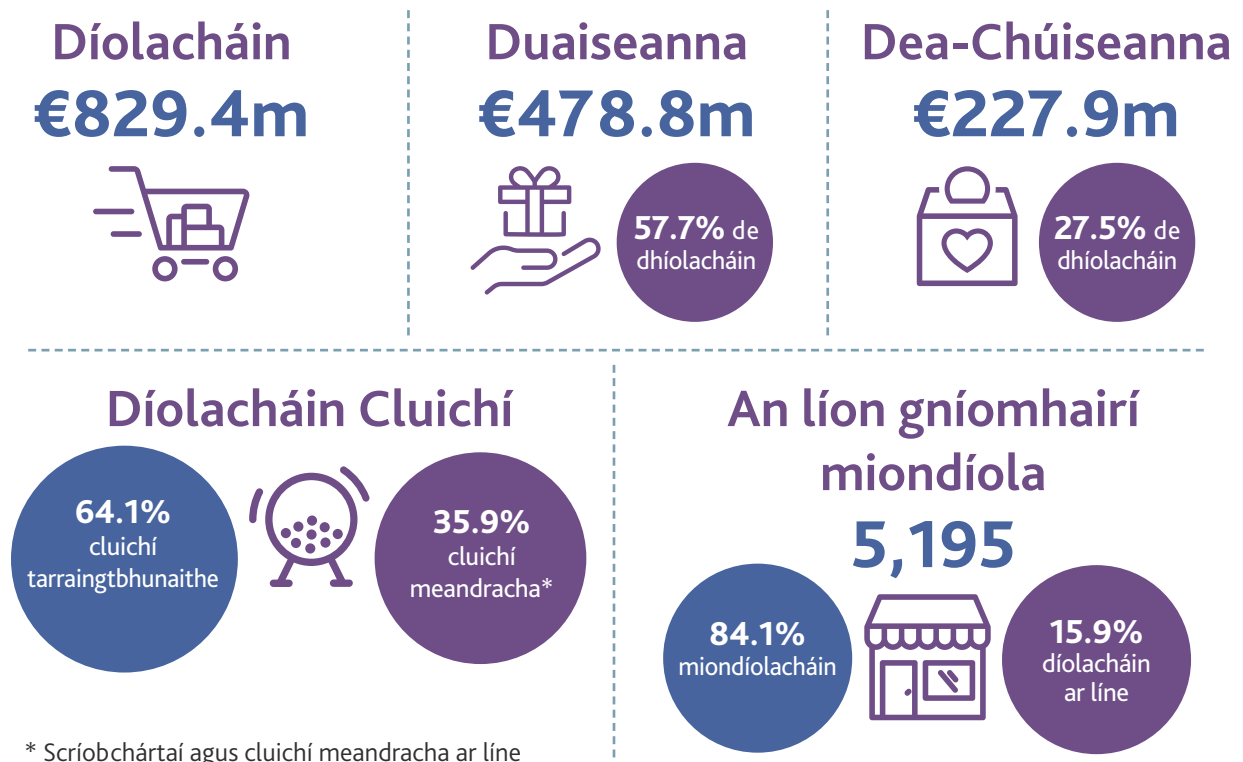 Díolacháin
€829.4m
Duaiseanna
€478.8m
57.7% de
dhíolacháin
Dea-Chúiseanna
€227.9m
27.5% de
dhíolacháin
Díolacháin Cluichí
64.1%
cluichí
tarraingtbhunaithe
35.9%
cluichí
meandracha*
An líon gníomhairí
miondíola
5,195
84.1%
miondíolacháin
15.9%
díolacháin
ar líne
* Scríobchártaí agus cluichí meandracha ar líne